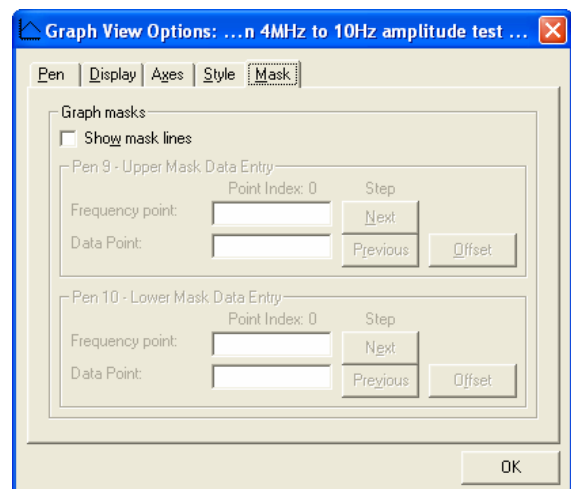 Graph View Options: ...n 4MHz to 10Hz amplitude test ...
Pen Display Axes Style Mask
Graph masks
Show mask lines
Pen 9 - Upper Mask Data Entry
Point Index: 0 Step
Frequency point: Next
Data Point: Previous Offset
Pen 10 - Lower Mask Data Entry
Point Index: 0 Step
Frequency point: Next
Data Point: Previous Offset
OK